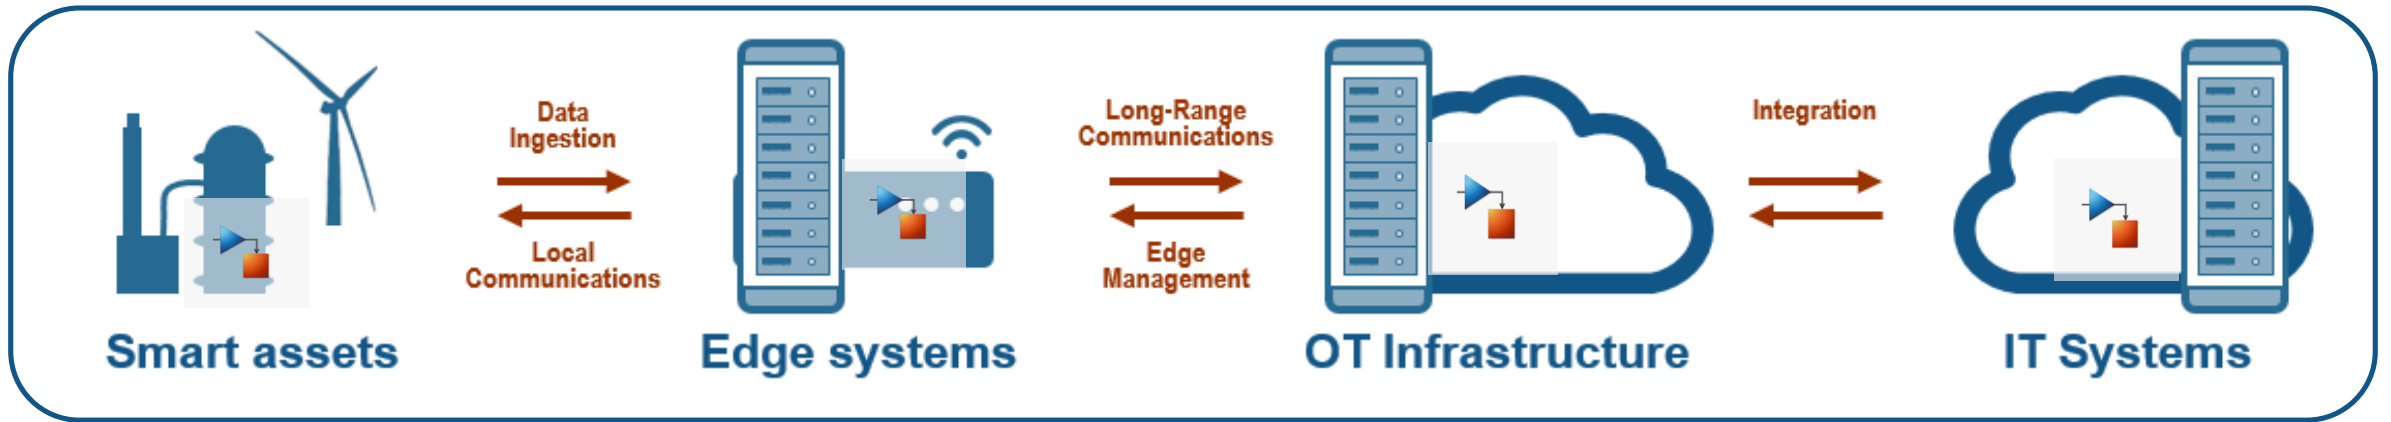 Data
Ingestion
Local
Communications
Long-Range
Communications
Edge
Management
Integration
Smart assets
Edge systems
OT Infrastructure
IT Systems